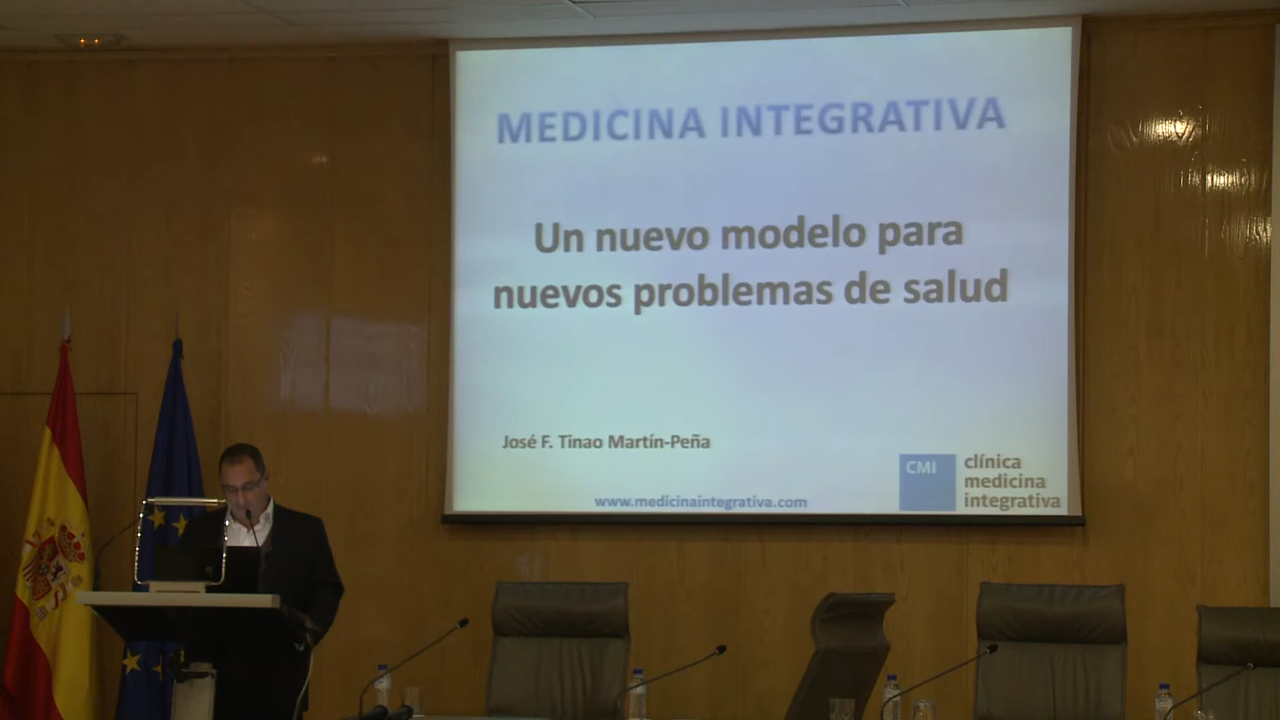 MEDICINA INTEGRATIVA
Un nuevo modelo para
nuevos problemas de salud
José F. Tinao Martín-Peña
www.medicinaintegrativa.com
CMI
clínica
medicina
integrativa